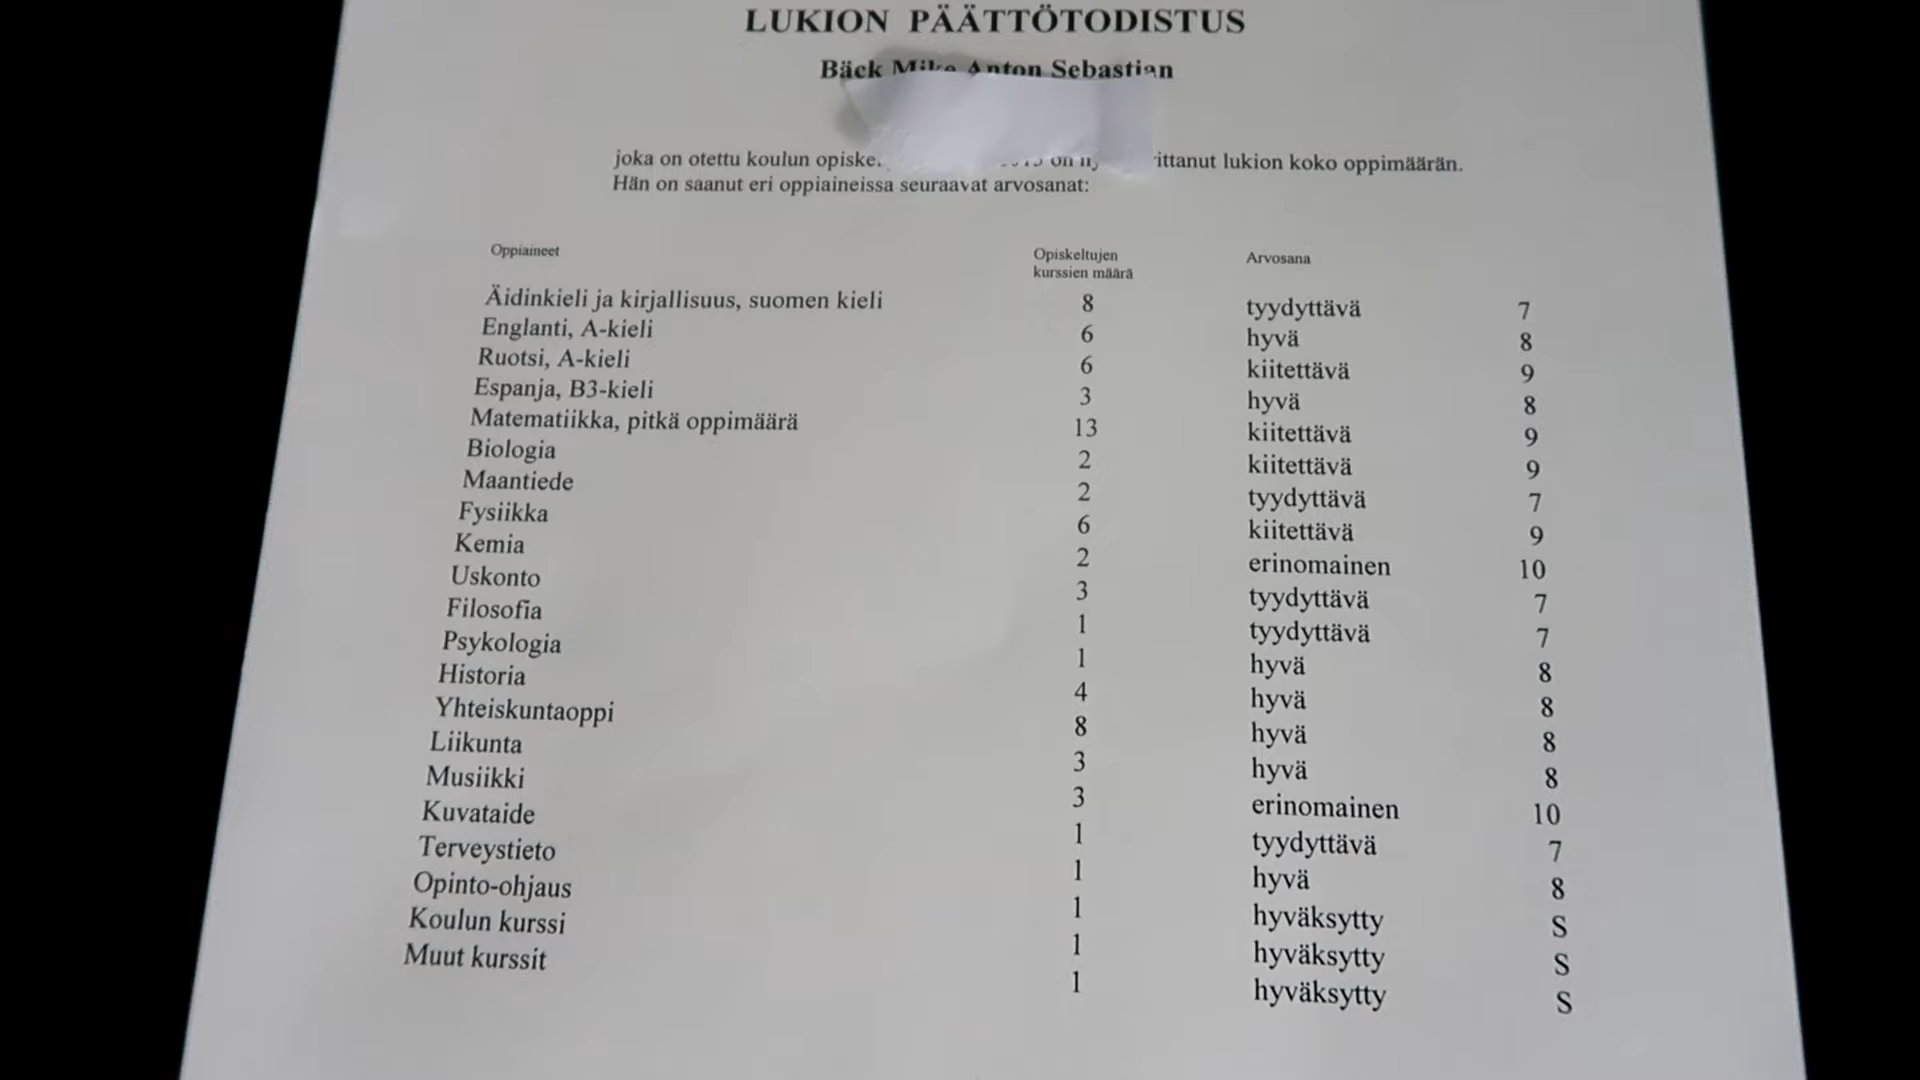 LUKION PÄÄTTÖTODISTUS
Bäck Mike Anton Sebastian
joka on otettu koulun on ittanut lukion koko oppimäärän.
Hän on saanut eri oppiaineissa seuraavat arvosanat:
Oppiaineet Opiskeltujen kurssien määrä Arvosana
Äidinkieli ja kirjallisuus, suomen kieli 8 tyydyttävä 7
Englanti, A-kieli 6 hyvä 8
Ruotsi, A-kieli 6 kiitettävä 9
Espanja, B3-kieli 3 hyvä 8
Matematiikka, pitkä oppimäärä 13 kiitettävä 9
Biologia 2 kiitettävä 9
Maantiede 2 tyydyttävä 7
Fysiikka 6 kiitettävä 9
Kemia 2 erinomainen 10
Uskonto 3 tyydyttävä 7
Filosofia 1 tyydyttävä 7
Psykologia 1 hyvä 8
Historia 4 hyvä 8
Yhteiskuntaoppi 8 hyvä 8
Liikunta 3 hyvä 8
Musiikki 3 erinomainen 10
Kuvataide 1 tyydyttävä 7
Terveystieto 1 hyvä 8
Opinto-ohjaus 1 hyväksytty S
Koulun kurssi 1 hyväksytty S
Muut kurssit 1 hyväksytty S